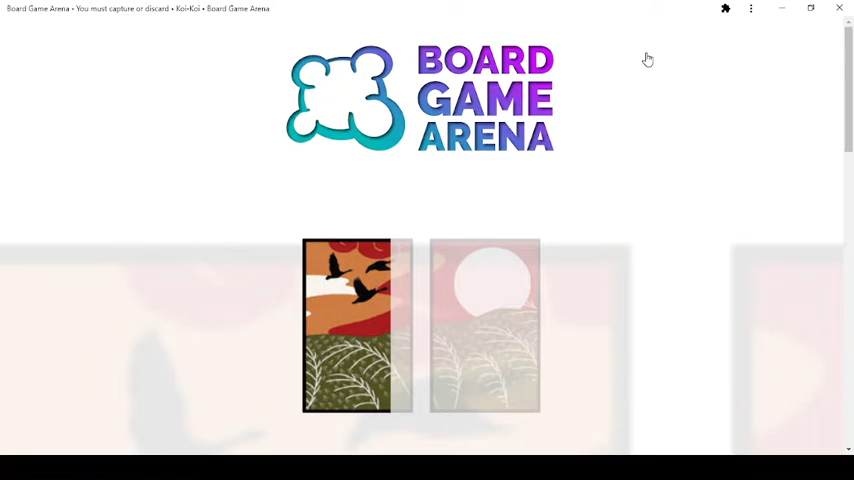 Board Game Arena • You must capture or discard • Koi-Koi • Board Game Arena
BOARD
GAME
ARENA